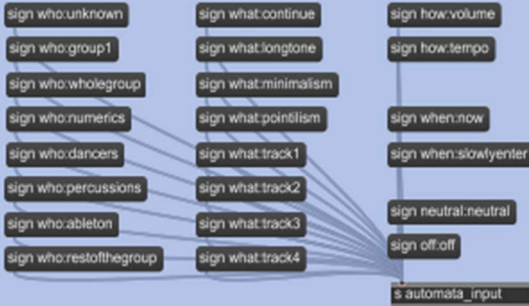 sign who:unknown
sign who:group1
sign who:wholegroup
sign who:numerics
sign who:dancers
sign who:percussions
sign who:ableton
sign who:restofthegroup
sign what:continue
sign what:longtone
sign what:minimalism
sign what:pointilism
sign what:track1
sign what:track2
sign what:track3
sign what:track4
sign how:volume
sign how:tempo
sign when:now
sign when:slowlyenter
sign neutral:neutral
sign off:off
s automata_input